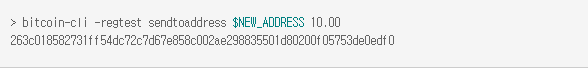 > bitcoin-cli -regtest sendtoaddress $NEW_ADDRESS 10.00
263c018582731ff54dc72c7d67e858c002ae298835501d80200f05753de0edf0